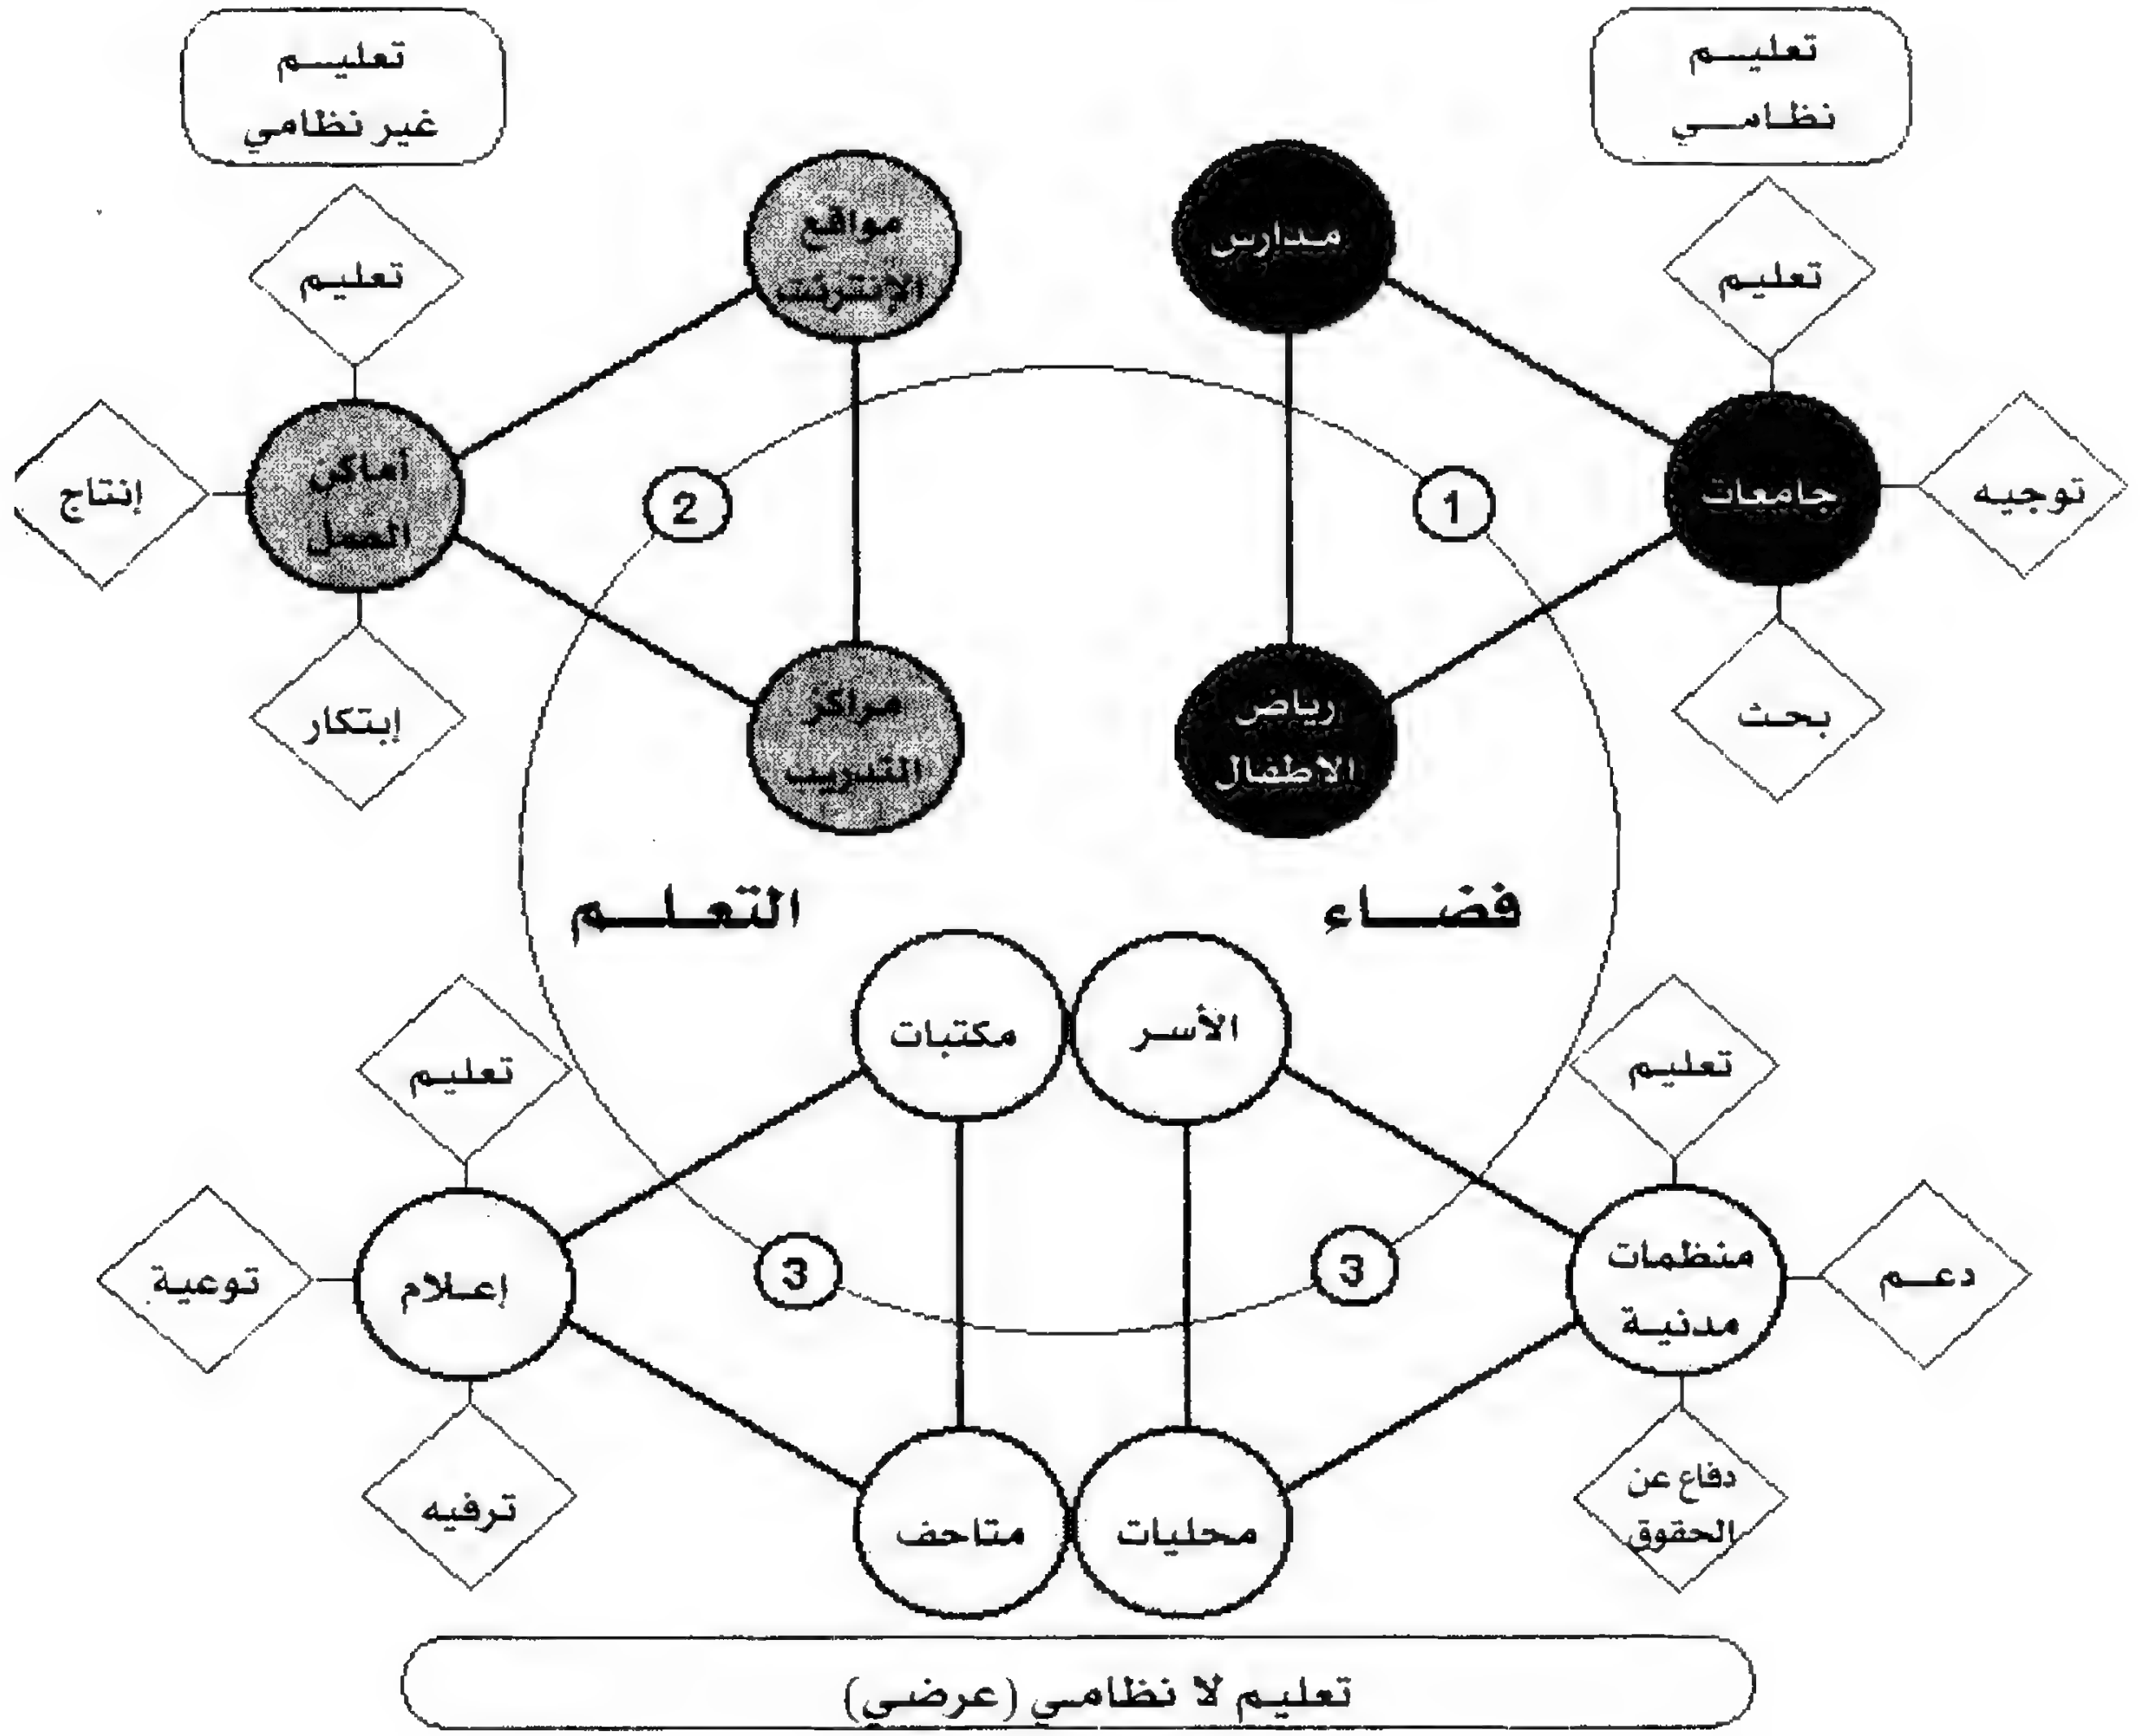 تعليم
نظامي
تعليم
غير نظامي
مدارس
مواقع
الإنترنت
تعليم
تعليم
جامعات
توجيه
1
2
أماكن
العمل
إنتاج
رياض
الاطفال
بحث
مراكز
التدريب
إبتكار
فضاء
التعلم
الأسر
مكتبات
تعليم
تعليم
منظمات
مدنية
دعم
3
3
إعلام
توعية
دفاع عن
الحقوق
محليات
متاحف
ترفيه
تعليم لا نظامي (عرضي)